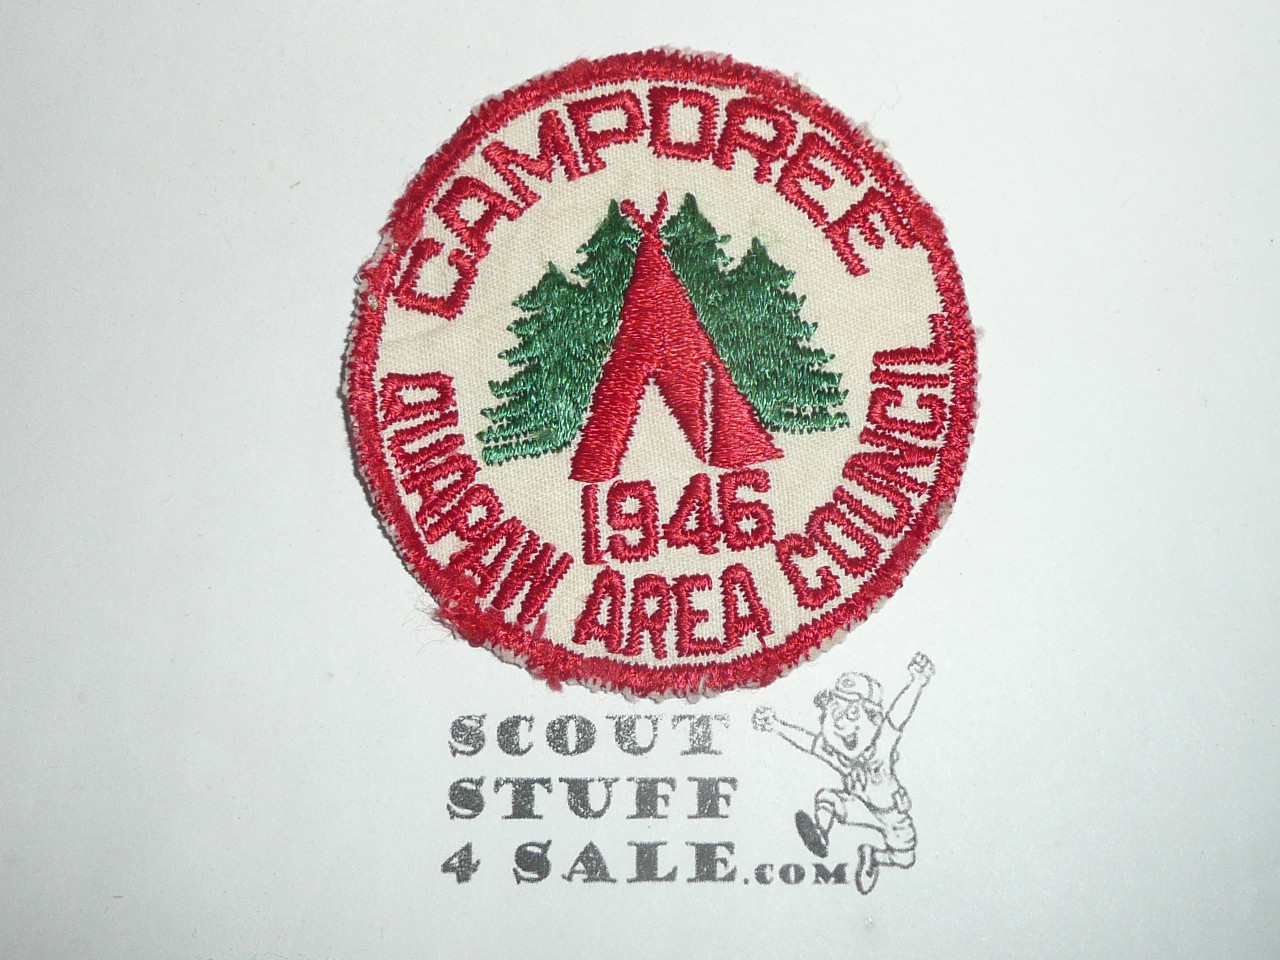 CAMPOREE
1946
QUAPAW AREA COUNCIL
SCOUT
STUFF
4 SALE.COM